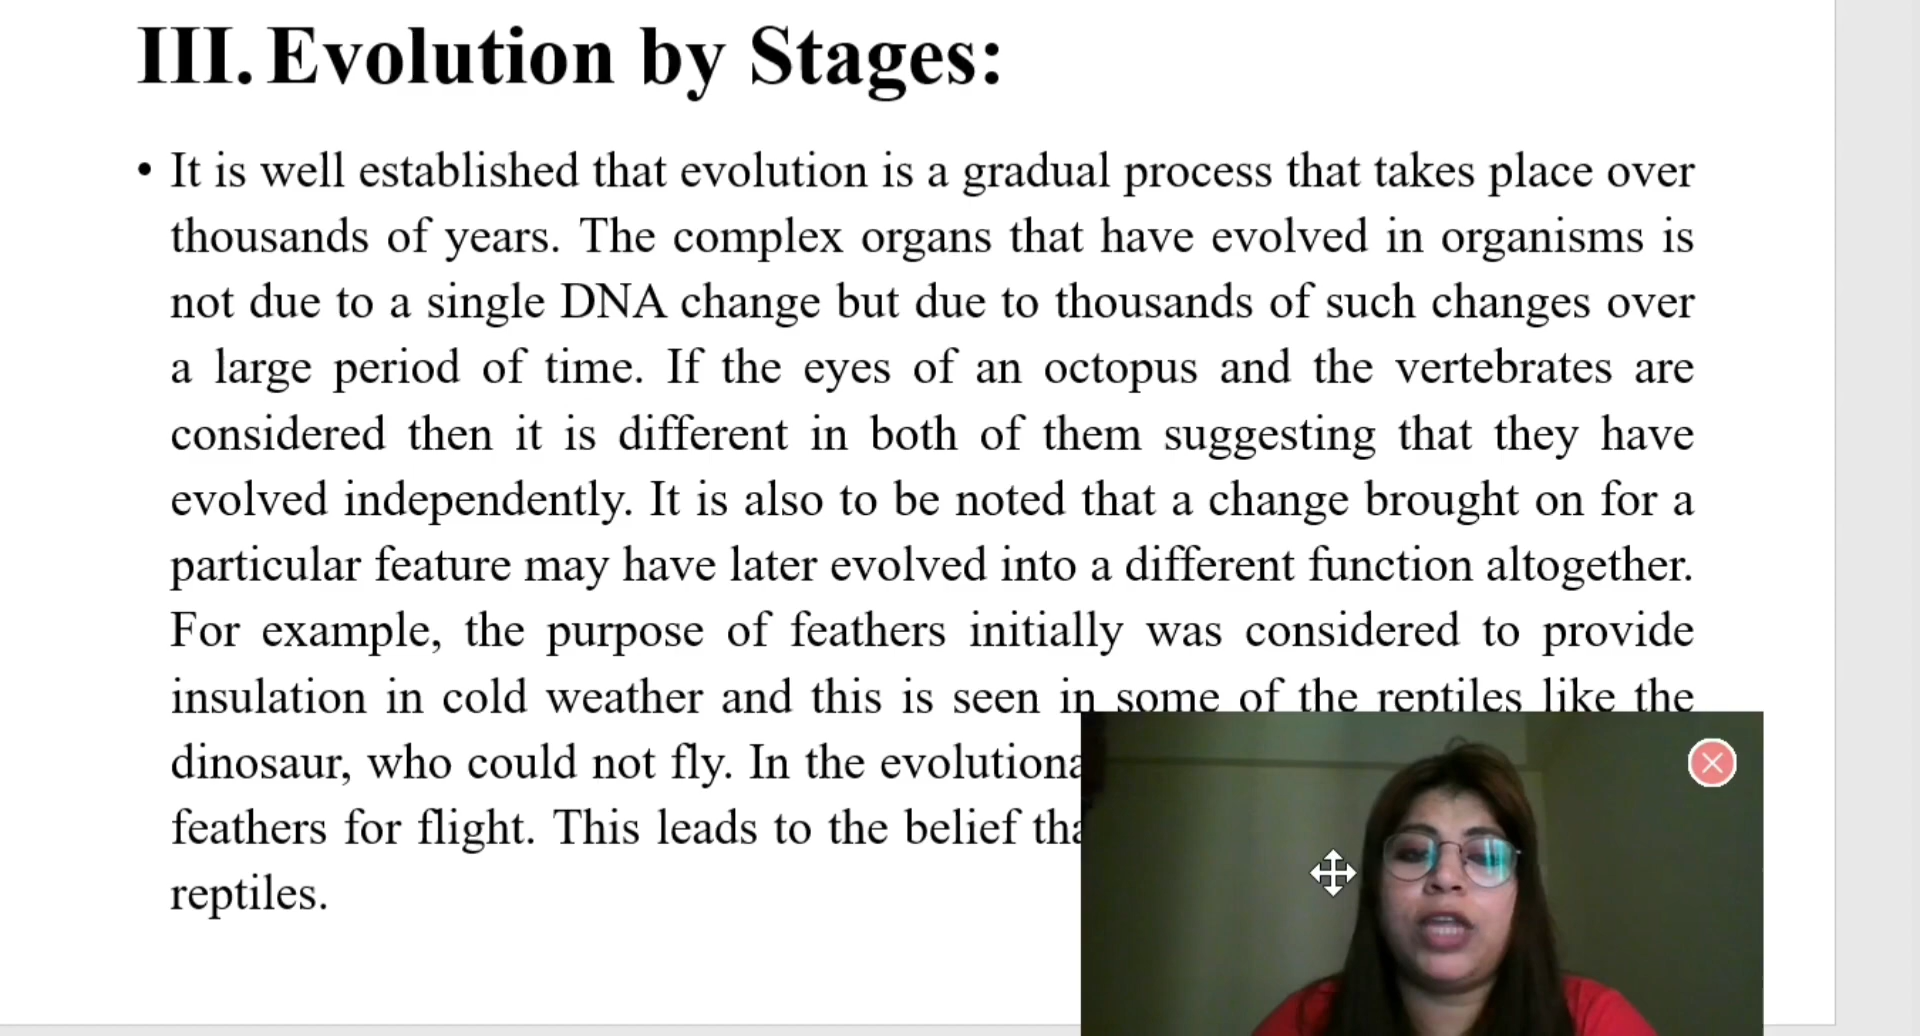 III. Evolution by Stages:
• It is well established that evolution is a gradual process that takes place over
thousands of years. The complex organs that have evolved in organisms is
not due to a single DNA change but due to thousands of such changes over
a large period of time. If the eyes of an octopus and the vertebrates are
considered then it is different in both of them suggesting that they have
evolved independently. It is also to be noted that a change brought on for a
particular feature may have later evolved into a different function altogether.
For example, the purpose of feathers initially was considered to provide
insulation in cold weather and this is seen in some of the reptiles like the
dinosaur, who could not fly. In the
feathers for flight. This leads to the belief
reptiles.